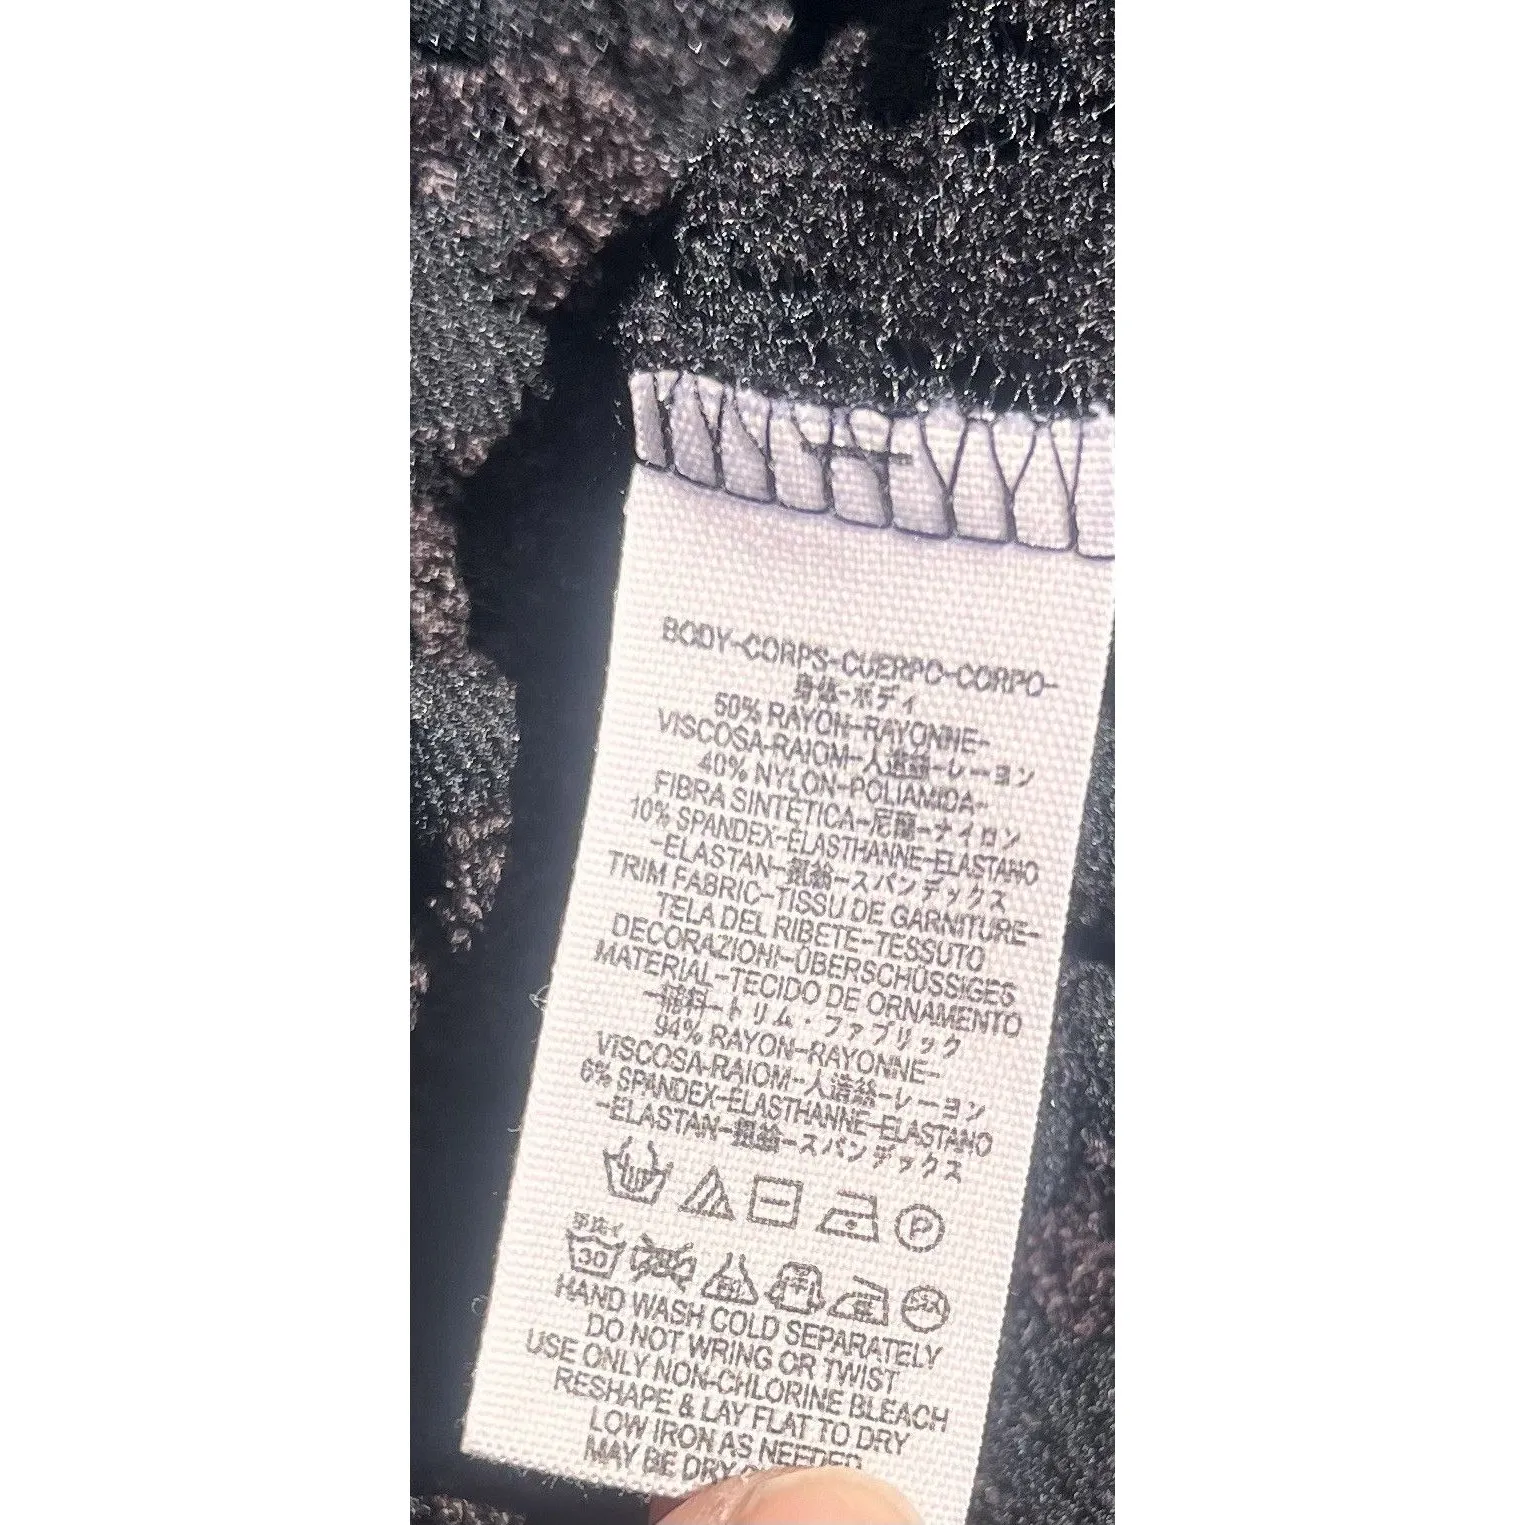 BODY-CORPS-CUERPO-CORPO-
身体-ボディ
50% RAYON-RAYONNE-
VISCOSA-RAIOM-人造絲-レーヨン
40% NYLON-POLIAMIDA-
FIBRA SINTÉTICA-尼龍-ナイロン
10% SPANDEX-ÉLASTHANNE-ELASTANO
-ELASTAN-スパンデックス
TRIM FABRIC-TISSU DE GARNITURE-
TELA DEL RIBETE-TESSUTO
DECORAZIONI-ÜBERSCHÜSSIGES
MATERIAL-TECIDO DE ORNAMENTO
-トリム・ファブリック
94% RAYON-RAYONNE-
VISCOSA-RAIOM-人造絲-レーヨン
6% SPANDEX-ÉLASTHANNE-ELASTANO
-ELASTAN-スパンデックス
P
手洗イ
30
HAND WASH COLD SEPARATELY
DO NOT WRING OR TWIST
USE ONLY NON-CHLORINE BLEACH
RESHAPE & LAY FLAT TO DRY
LOW IRON AS NEEDED
MAY BE DRY